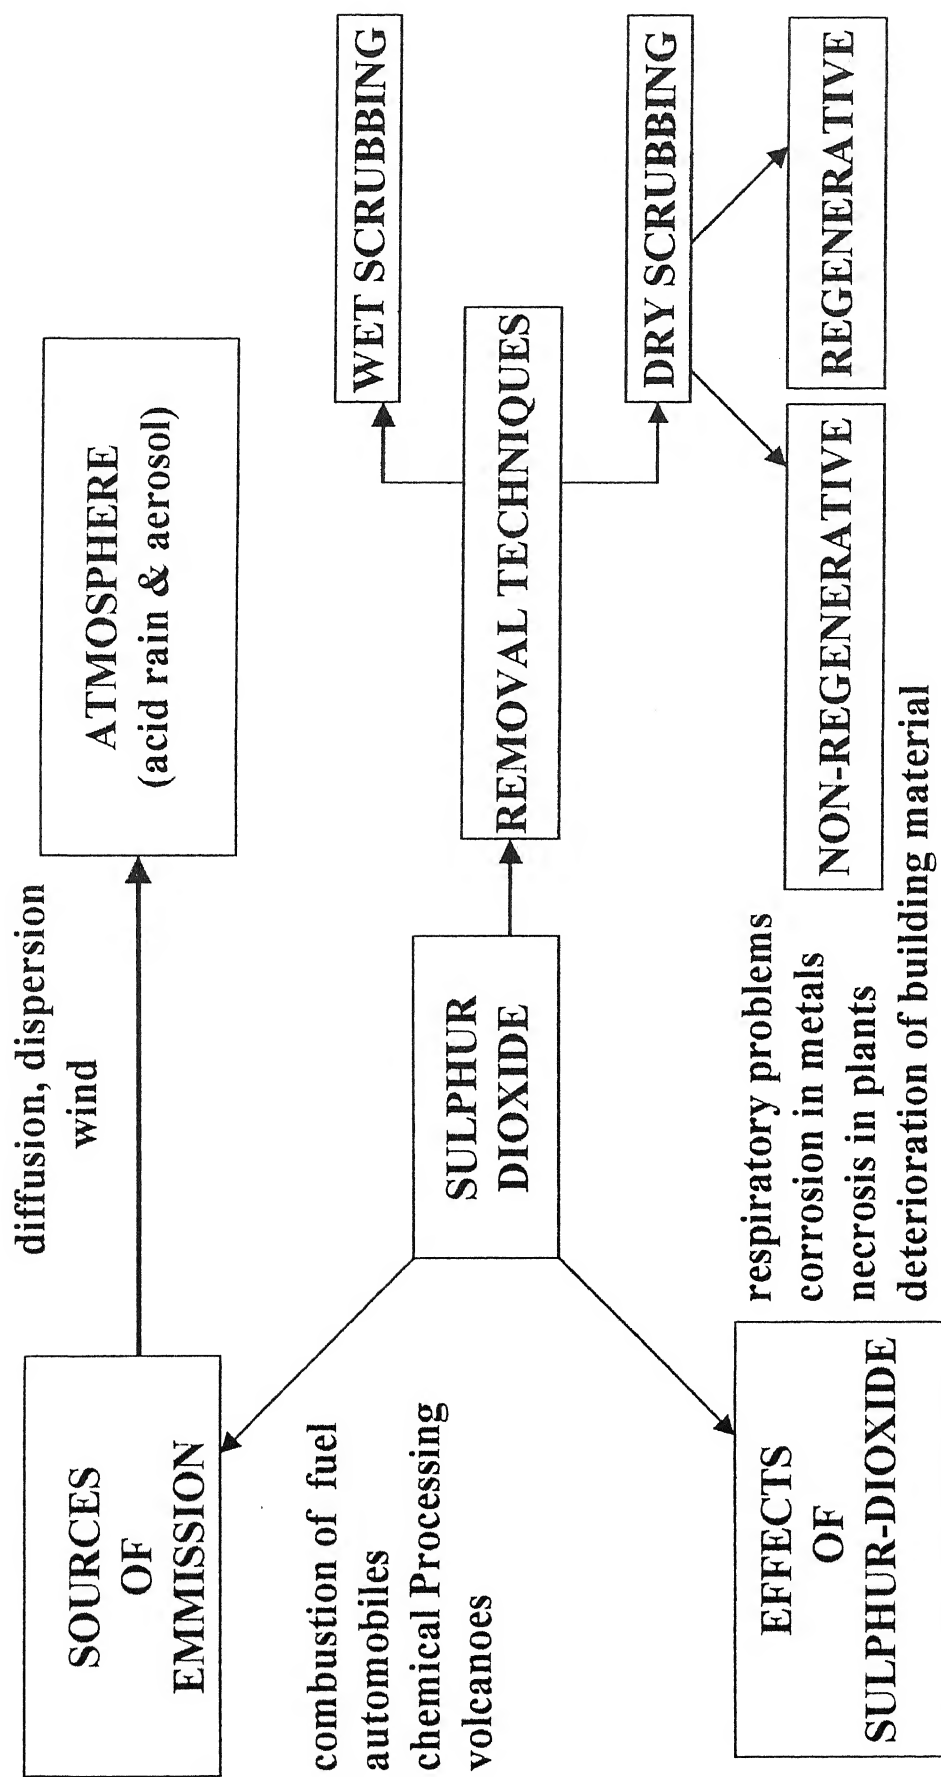 diffusion, dispersion
wind
SOURCES
OF
EMMISSION
ATMOSPHERE
(acid rain & aerosol)
combustion of fuel
automobiles
chemical Processing
volcanoes
SULPHUR
DIOXIDE
REMOVAL TECHNIQUES
WET SCRUBBING
DRY SCRUBBING
EFFECTS
OF
SULPHUR-DIOXIDE
respiratory problems
corrosion in metals
necrosis in plants
deterioration of building material
NON-REGENERATIVE
REGENERATIVE